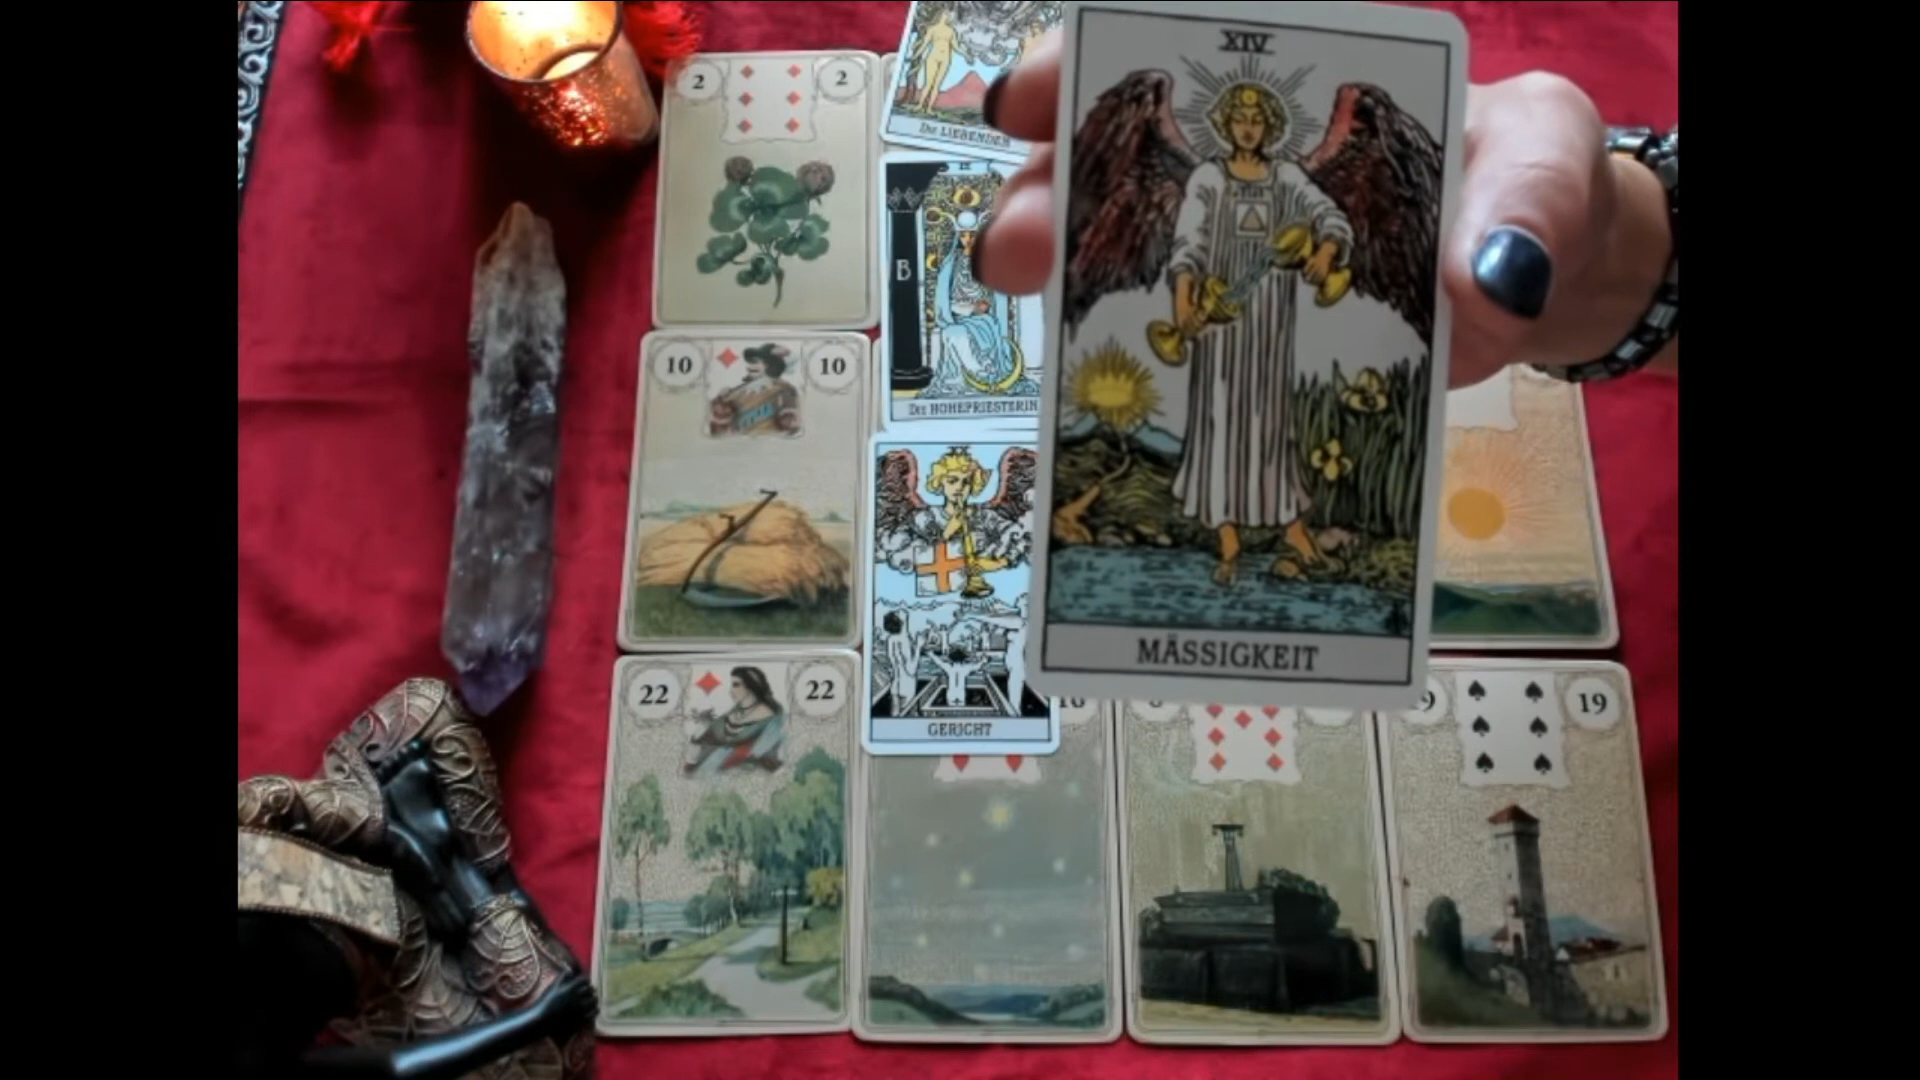 XIV
MÄSSIGKEIT
2 2
DIE LIEBENDEN
B
DIE HOHEPRIESTERIN
10 10
GERICHT
22 22
19